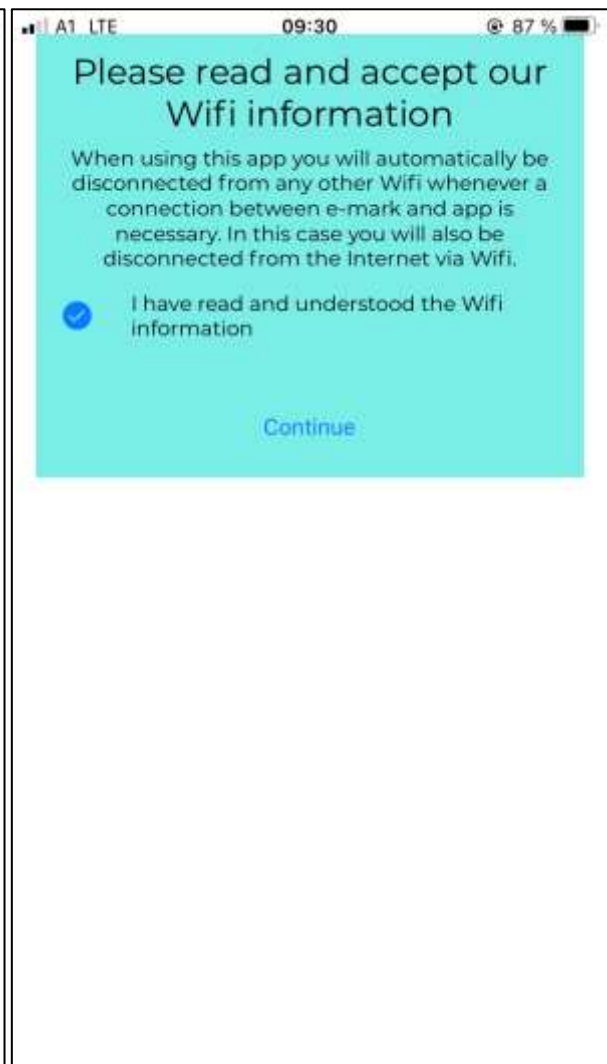 A1 LTE 09:30 87 %
Please read and accept our
Wifi information
When using this app you will automatically be
disconnected from any other Wifi whenever a
connection between e-mark and app is
necessary. In this case you will also be
disconnected from the Internet via Wifi.
I have read and understood the Wifi
information
Continue